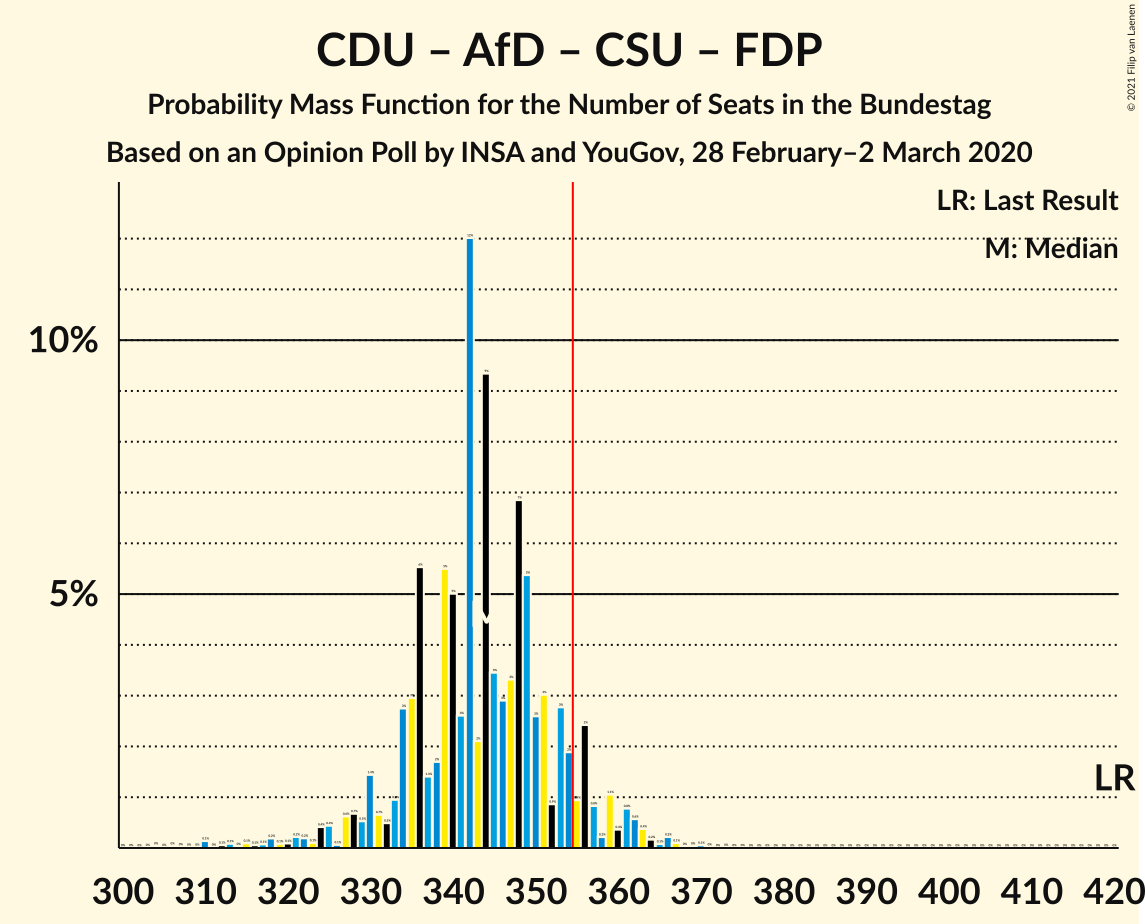 CDU – AfD – CSU – FDP
Probability Mass Function for the Number of Seats in the Bundestag
Based on an Opinion Poll by INSA and YouGov, 28 February–2 March 2020
© 2021 Filip van Laenen
LR: Last Result
M: Median
10%
5%
LR
300 310 320 330 340 350 360 370 380 390 400 410 420